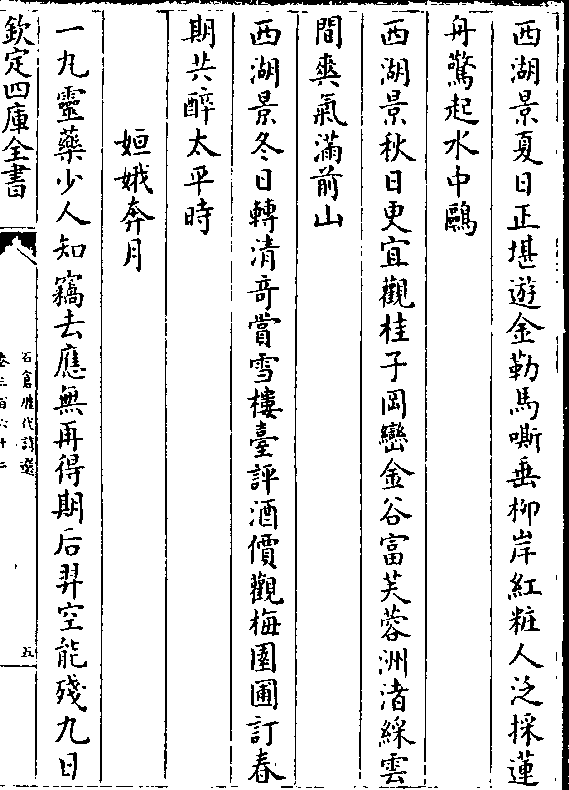 西湖景夏日正堪遊金勒馬嘶垂柳岸紅粧人泛採蓮
舟驚起水中鷗
西湖景秋日更宜觀桂子岡巒金谷富芙蓉洲渚綵雲
間爽氣滿前山
西湖景冬日轉清竒賞雪樓臺評酒價觀梅園圃訂春
期共醉太平時
姮娥奔月
一丸靈藥少人知竊去應無再得期后羿空能殘九日
欽定四庫全書
石倉歷代詩選
卷三百六十二
五